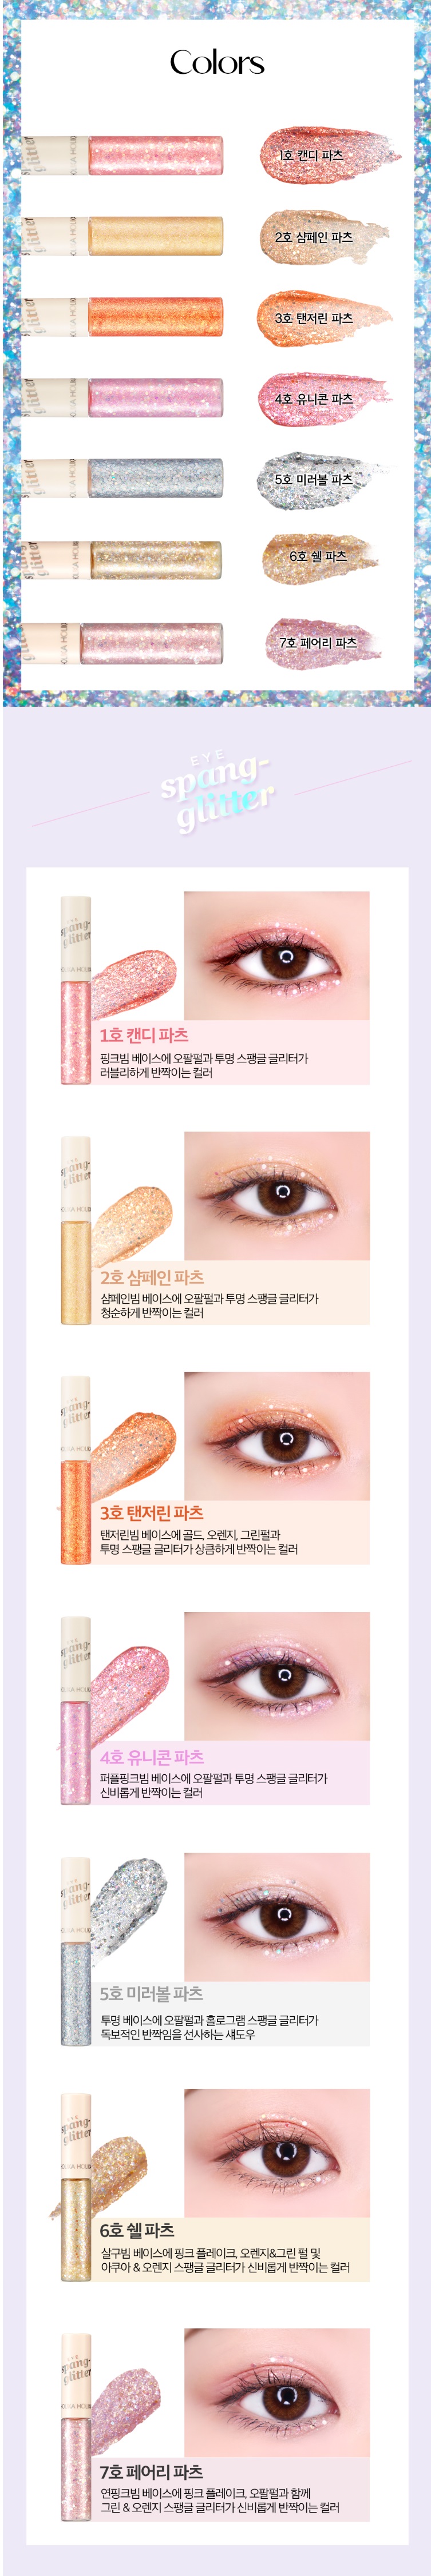 Colors
1호 캔디 파츠
2호 샴페인 파츠
3호 탠저린 파츠
4호 유니콘 파츠
5호 미러볼 파츠
6호 쉘 파츠
7호 페어리 파츠
EYE
spang-
glitter
1호 캔디 파츠
핑크빔 베이스에 오팔펄과 투명 스팽글 글리터가
러블리하게 반짝이는 컬러
2호 샴페인 파츠
샴페인빔 베이스에 오팔펄과 투명 스팽글 글리터가
청순하게 반짝이는 컬러
3호 탠저린 파츠
탠저린빔 베이스에 골드, 오렌지, 그린펄과
투명 스팽글 글리터가 상큼하게 반짝이는 컬러
4호 유니콘 파츠
퍼플핑크빔 베이스에 오팔펄과 투명 스팽글 글리터가
신비롭게 반짝이는 컬러
5호 미러볼 파츠
투명 베이스에 오팔펄과 홀로그램 스팽글 글리터가
독보적인 반짝임을 선사하는 섀도우
6호 쉘 파츠
살구빔 베이스에 핑크 플레이크, 오렌지&그린 펄 및
아쿠아 & 오렌지 스팽글 글리터가 신비롭게 반짝이는 컬러
7호 페어리 파츠
연핑크빔 베이스에 핑크 플레이크, 오팔펄과 함께
그린 & 오렌지 스팽글 글리터가 신비롭게 반짝이는 컬러